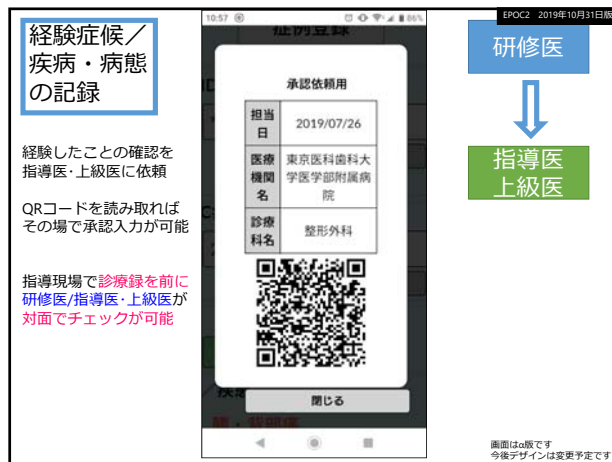 EPOC2　2019年10月31日版
経験症候／
疾病・病態
の記録
経験したことの確認を
指導医･上級医に依頼
QRコードを読み取れば
その場で承認入力が可能
指導現場で診療録を前に
研修医/指導医･上級医が
対面でチェックが可能
10:57
86%
症例登録
承認依頼用
担当
日
2019/07/26
医療
機関
名
東京医科歯科大
学医学部附属病
院
診療
科名
整形外科
閉じる
研修医
指導医
上級医
画面はα版です
今後デザインは変更予定です